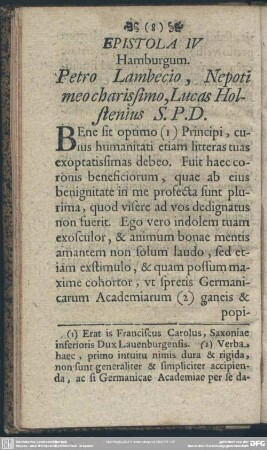 (8)
EPISTOLA IV
Hamburgum.
Petro Lambecio, Nepoti
meo charissimo, Lucas Hol-
stenius S. P. D.
BEne sit optimo (1) Principi, cu-
ius humanitati etiam litteras tuas
exoptatissimas debeo. Fuit haec co-
ronis beneficiorum, quae ab eius
benignitate in me profecta sunt plu-
rima, quod visere ad vos dedignatus
non fuerit. Ego vero indolem tuam
exosculor, & animum bonae mentis
amantem non solum laudo, sed et-
iam exstimulo, & quam possum ma-
xime cohortor, vt spretis Germani-
carum Academiarum (2) ganeis &
popi-
(1) Erat is Franciscus Carolus, Saxoniae
inferioris Dux Lauenburgensis. (2) Verba
haec, primo intuitu nimis dura & rigida,
non sunt generaliter & simpliciter accipien-
da, ac si Germanicae Academiae per se da-